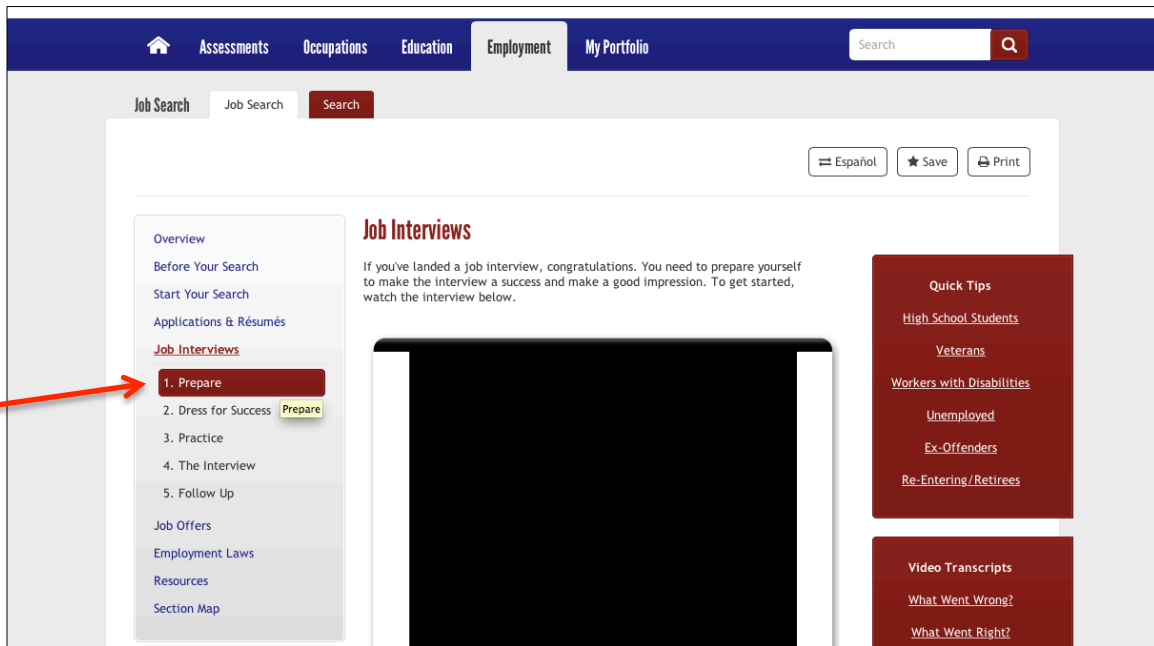 Assessments Occupations Education Employment My Portfolio Search
Job Search Job Search Search
Español Save Print
Overview
Before Your Search
Start Your Search
Applications & Résumés
Job Interviews
1. Prepare
2. Dress for Success Prepare
3. Practice
4. The Interview
5. Follow Up
Job Offers
Employment Laws
Resources
Section Map
Job Interviews
If you've landed a job interview, congratulations. You need to prepare yourself
to make the interview a success and make a good impression. To get started,
watch the interview below.
Quick Tips
High School Students
Veterans
Workers with Disabilities
Unemployed
Ex-Offenders
Re-Entering/Retirees
Video Transcripts
What Went Wrong?
What Went Right?